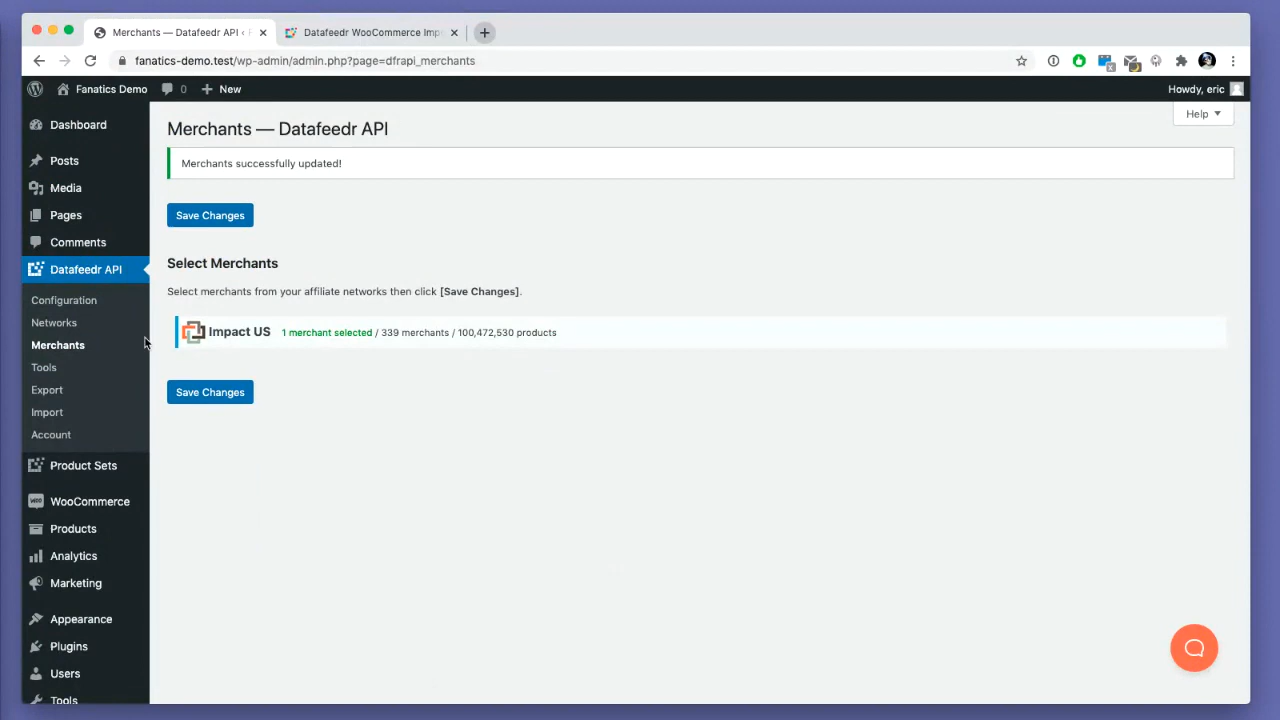 Merchants — Datafeedr API ‹
Datafeedr WooCommerce Imp
fanatics-demo.test/wp-admin/admin.php?page=dfrapi_merchants
Fanatics Demo 0 New
Howdy, eric
Help
Dashboard
Posts
Media
Pages
Comments
Datafeedr API
Configuration
Networks
Merchants
Tools
Export
Import
Account
Product Sets
WooCommerce
Products
Analytics
Marketing
Appearance
Plugins
Users
Tools
Merchants — Datafeedr API
Merchants successfully updated!
Save Changes
Select Merchants
Select merchants from your affiliate networks then click [Save Changes].
Impact US 1 merchant selected / 339 merchants / 100,472,530 products
Save Changes